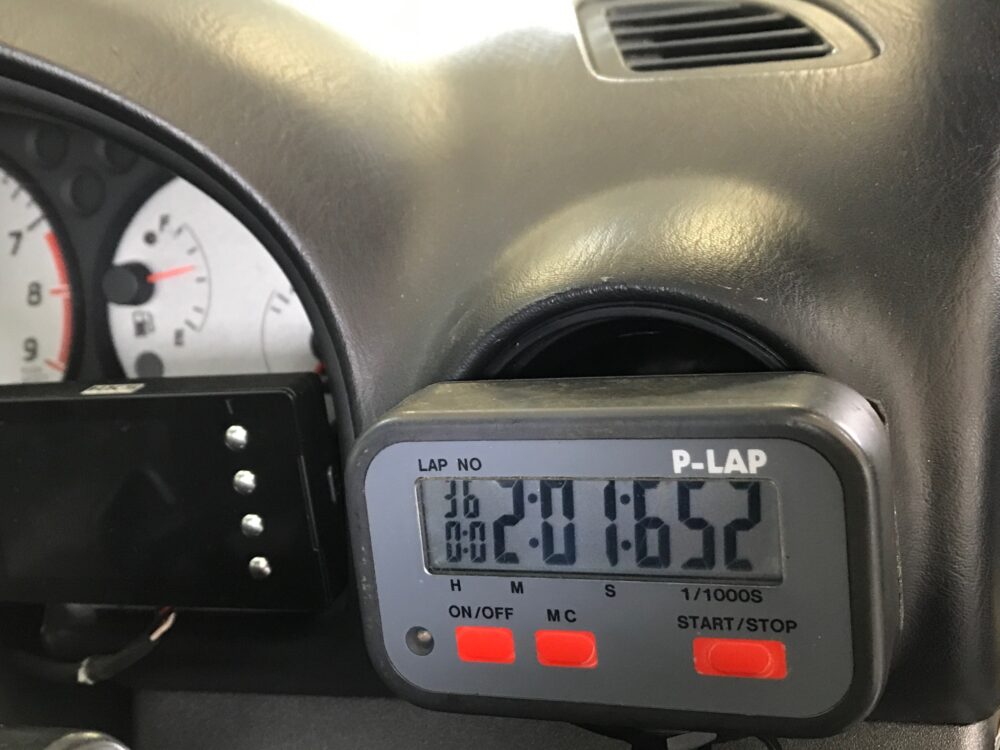 7
8
9
F
E
LAP NO
P-LAP
36
0:0 2:01:652
H M S 1/1000S
ON/OFF MC START/STOP